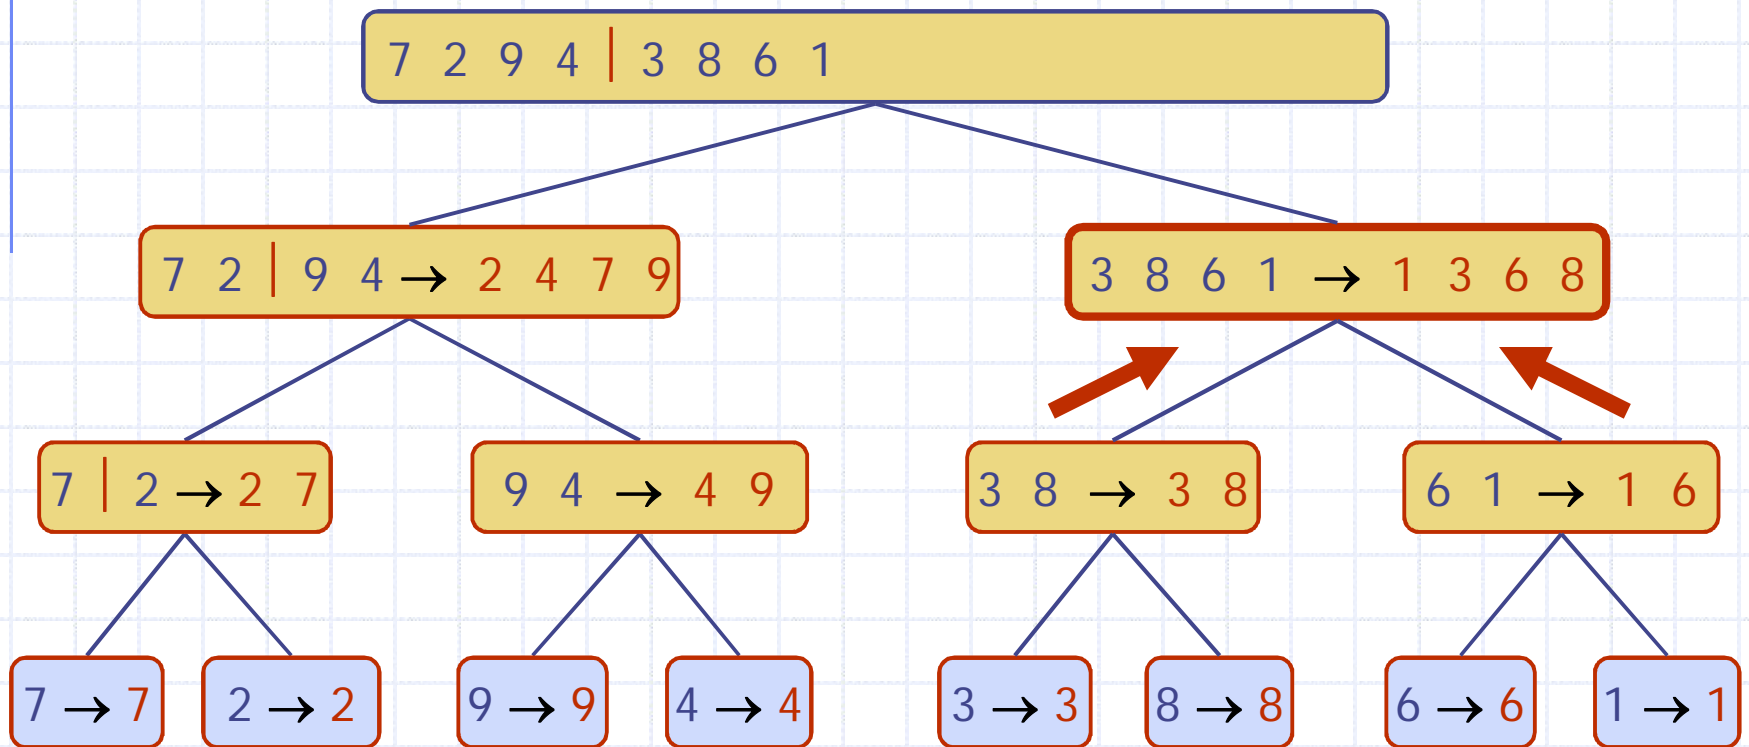 7 2 9 4 | 3 8 6 1
7 2 | 9 4 → 2 4 7 9
3 8 6 1 → 1 3 6 8
7 | 2 → 2 7
9 4 → 4 9
3 8 → 3 8
6 1 → 1 6
7 → 7
2 → 2
9 → 9
4 → 4
3 → 3
8 → 8
6 → 6
1 → 1